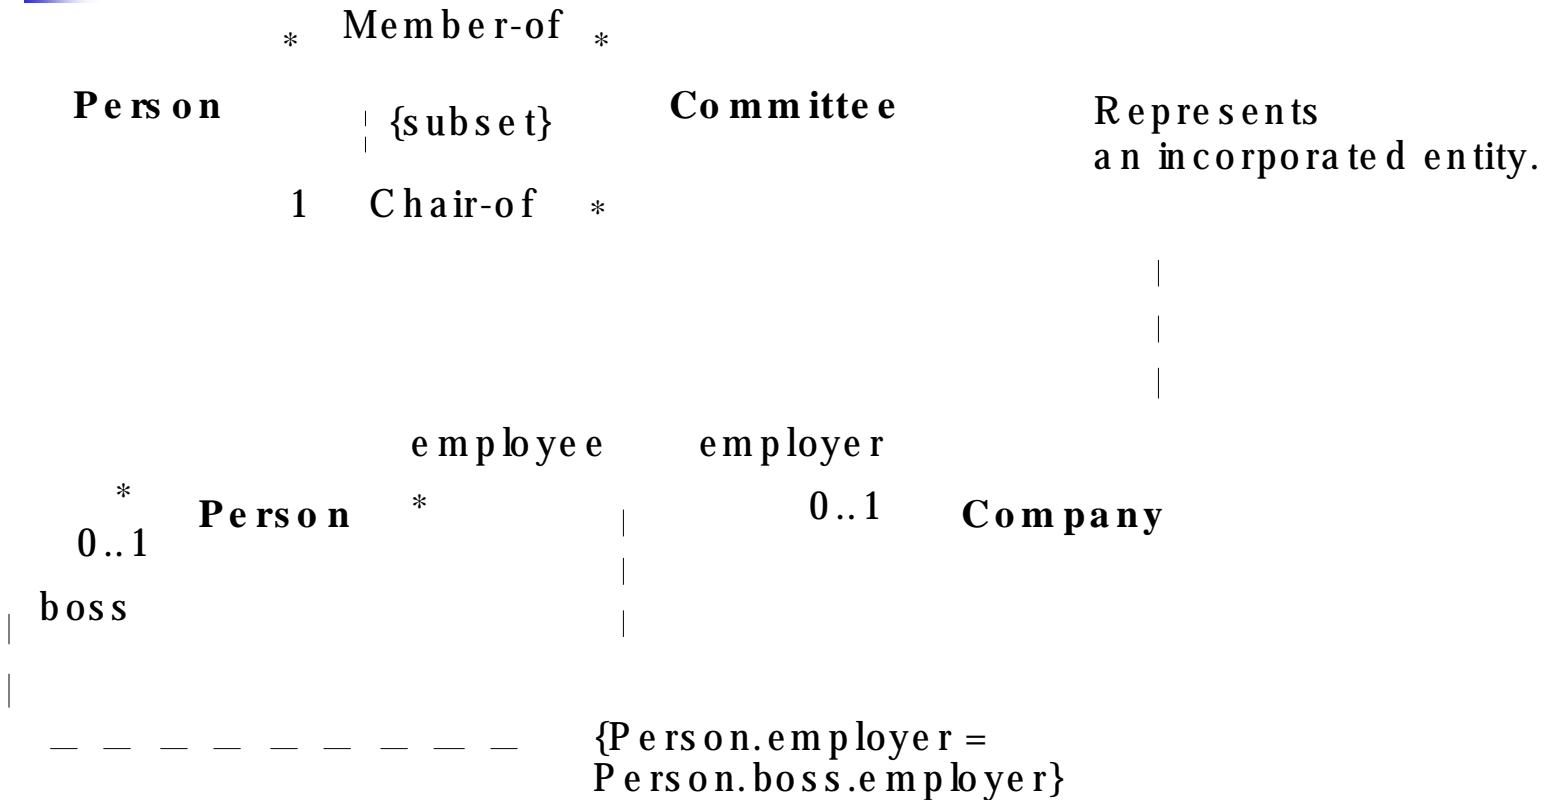 * Member-of *
Person {subset} Committee
Represents
an incorporated entity.
1 Chair-of *
employee employer
* Person * 0..1 Company
0..1
boss
{Person.employer =
Person.boss.employer}